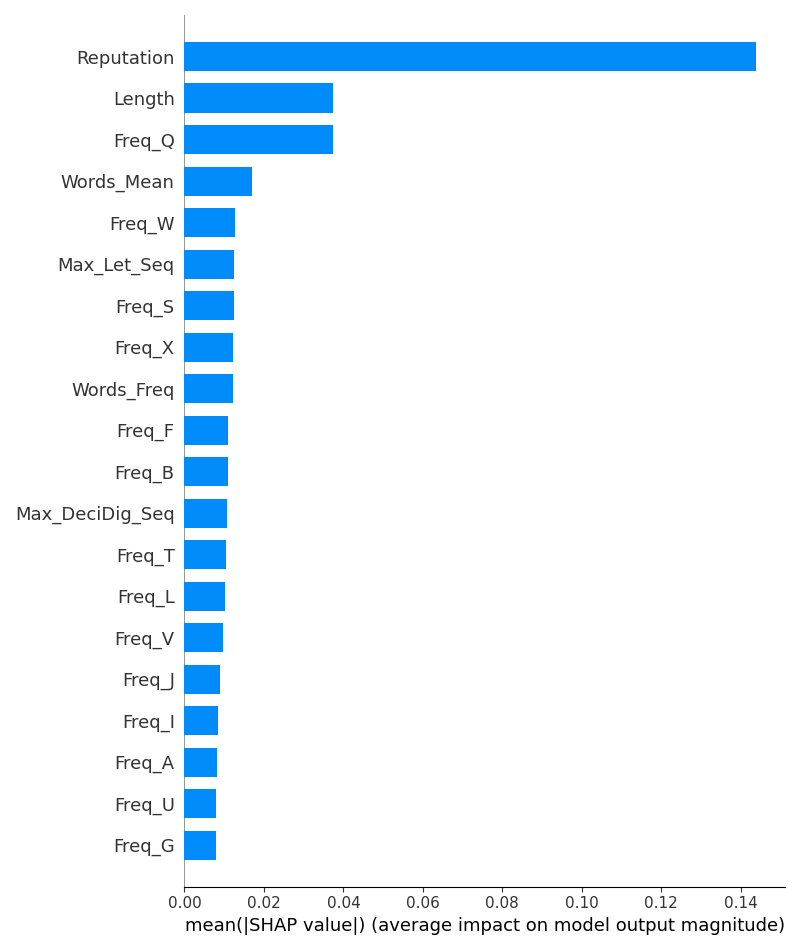 Reputation
Length
Freq_Q
Words_Mean
Freq_W
Max_Let_Seq
Freq_S
Freq_X
Words_Freq
Freq_F
Freq_B
Max_DeciDig_Seq
Freq_T
Freq_L
Freq_V
Freq_J
Freq_I
Freq_A
Freq_U
Freq_G
0.00 0.02 0.04 0.06 0.08 0.10 0.12 0.14
mean(|SHAP value|) (average impact on model output magnitude)